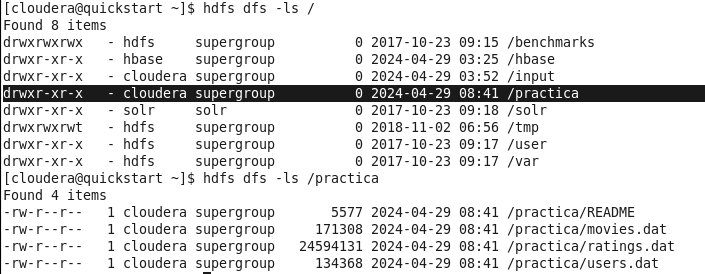 [cloudera@quickstart ~]$ hdfs dfs -ls /
Found 8 items
drwxrwxrwx   - hdfs     supergroup          0 2017-10-23 09:15 /benchmarks
drwxr-xr-x   - hbase    supergroup          0 2024-04-29 03:25 /hbase
drwxr-xr-x   - cloudera supergroup          0 2024-04-29 03:52 /input
drwxr-xr-x   - cloudera supergroup          0 2024-04-29 08:41 /practica
drwxr-xr-x   - solr     solr                0 2017-10-23 09:18 /solr
drwxrwxrwt   - hdfs     supergroup          0 2018-11-02 06:56 /tmp
drwxr-xr-x   - hdfs     supergroup          0 2017-10-23 09:17 /user
drwxr-xr-x   - hdfs     supergroup          0 2017-10-23 09:17 /var
[cloudera@quickstart ~]$ hdfs dfs -ls /practica
Found 4 items
-rw-r--r--   1 cloudera supergroup       5577 2024-04-29 08:41 /practica/README
-rw-r--r--   1 cloudera supergroup     171308 2024-04-29 08:41 /practica/movies.dat
-rw-r--r--   1 cloudera supergroup   24594131 2024-04-29 08:41 /practica/ratings.dat
-rw-r--r--   1 cloudera supergroup     134368 2024-04-29 08:41 /practica/users.dat